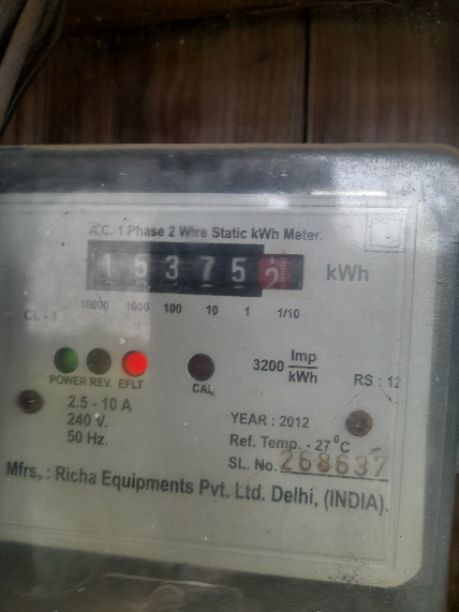 A.C. 1 Phase 2 Wire Static kWh Meter.
1 5 3 7 5 2 kWh
10000 1000 100 10 1 1/10
CL - 1
3200 Imp/kWh
POWER REV. EFLT CAL
RS : 12
2.5 - 10 A
240 V.
50 Hz.
YEAR : 2012
Ref. Temp. - 27°C
SL. No. 268637
Mfrs. : Richa Equipments Pvt. Ltd. Delhi, (INDIA).